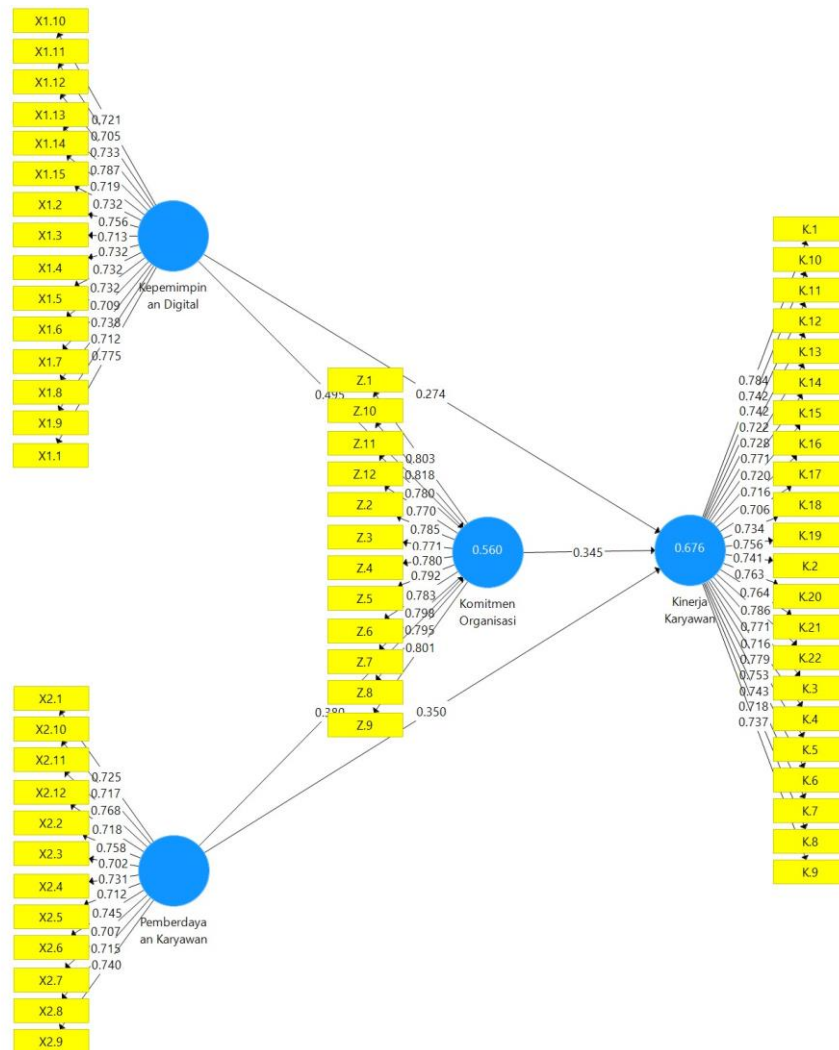 X1.10
X1.11
X1.12
X1.13
X1.14
X1.15
X1.2
X1.3
X1.4
X1.5
X1.6
X1.7
X1.8
X1.9
X1.1
0.721
0.705
0.733
0.787
0.719
0.732
0.756
0.713
0.732
0.732
0.732
0.709
0.738
0.712
0.775
Kepemimpin
an Digital
0.495
0.274
Z.1
Z.10
Z.11
Z.12
Z.2
Z.3
Z.4
Z.5
Z.6
Z.7
Z.8
Z.9
0.803
0.818
0.780
0.770
0.785
0.771
0.780
0.792
0.783
0.798
0.795
0.801
0.560
Komitmen
Organisasi
0.345
0.380
0.350
X2.1
X2.10
X2.11
X2.12
X2.2
X2.3
X2.4
X2.5
X2.6
X2.7
X2.8
X2.9
0.725
0.717
0.768
0.718
0.758
0.702
0.731
0.712
0.745
0.707
0.715
0.740
Pemberdaya
an Karyawan
0.676
Kinerja
Karyawan
0.784
0.742
0.742
0.722
0.728
0.771
0.720
0.716
0.706
0.734
0.756
0.741
0.763
0.764
0.786
0.771
0.716
0.779
0.753
0.743
0.718
0.737
K.1
K.10
K.11
K.12
K.13
K.14
K.15
K.16
K.17
K.18
K.19
K.2
K.20
K.21
K.22
K.3
K.4
K.5
K.6
K.7
K.8
K.9